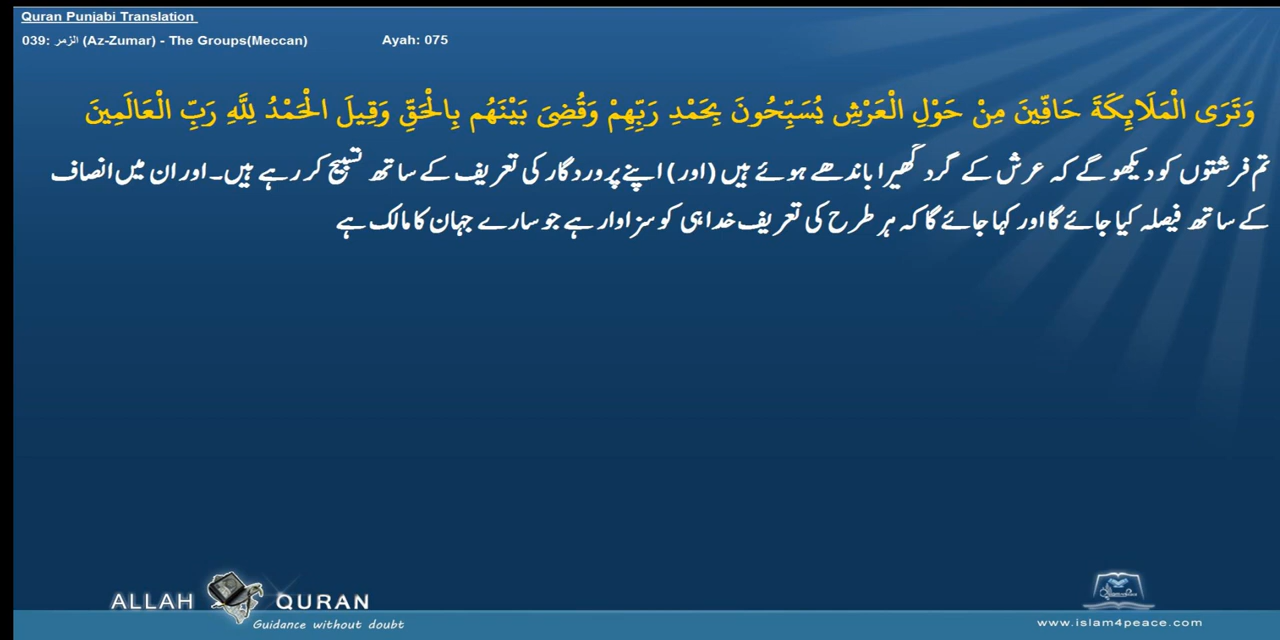 Quran Punjabi Translation
039: الزمر (Az-Zumar) - The Groups(Meccan) Ayah: 075
وَتَرَى الْمَلَائِكَةَ حَافِّينَ مِنْ حَوْلِ الْعَرْشِ يُسَبِّحُونَ بِحَمْدِ رَبِّهِمْ وَقُضِيَ بَيْنَهُم بِالْحَقِّ وَقِيلَ الْحَمْدُ لِلَّهِ رَبِّ الْعَالَمِينَ
تم فرشتوں کو دیکھو گے کہ عرش کے گرد گھیرا باندھے ہوئے ہیں (اور) اپنے پروردگار کی تعریف کے ساتھ تسبیح کر رہے ہیں۔ اور ان میں انصاف
کے ساتھ فیصلہ کیا جائے گا اور کہا جائے گا کہ ہر طرح کی تعریف خدا ہی کو سزاوار ہے جو سارے جہان کا مالک ہے
ALLAH QURAN
Guidance without doubt
www.islam4peace.com